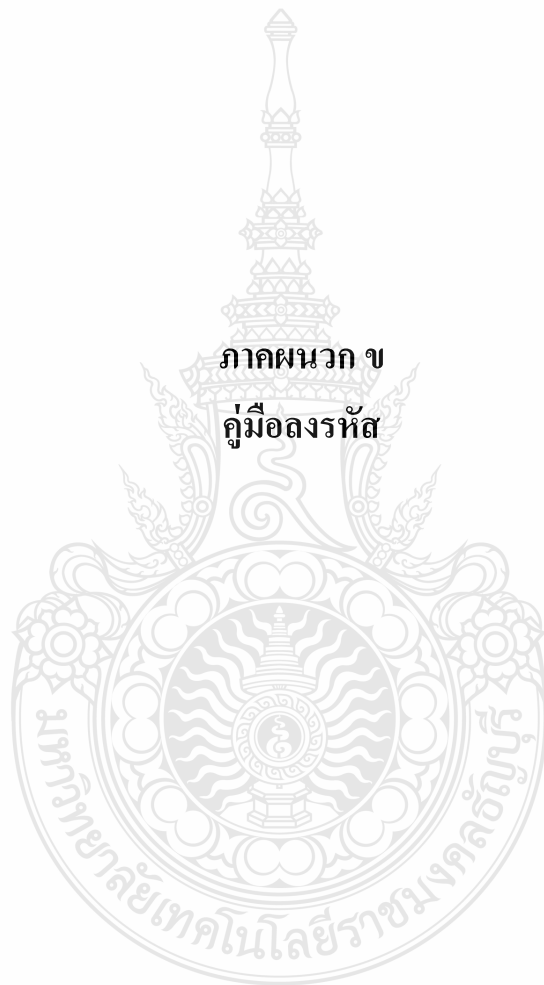 ภาคผนวก ข
คู่มือลงรหัส
มหาวิทยาลัยเทคโนโลยีราชมงคลธัญบุรี